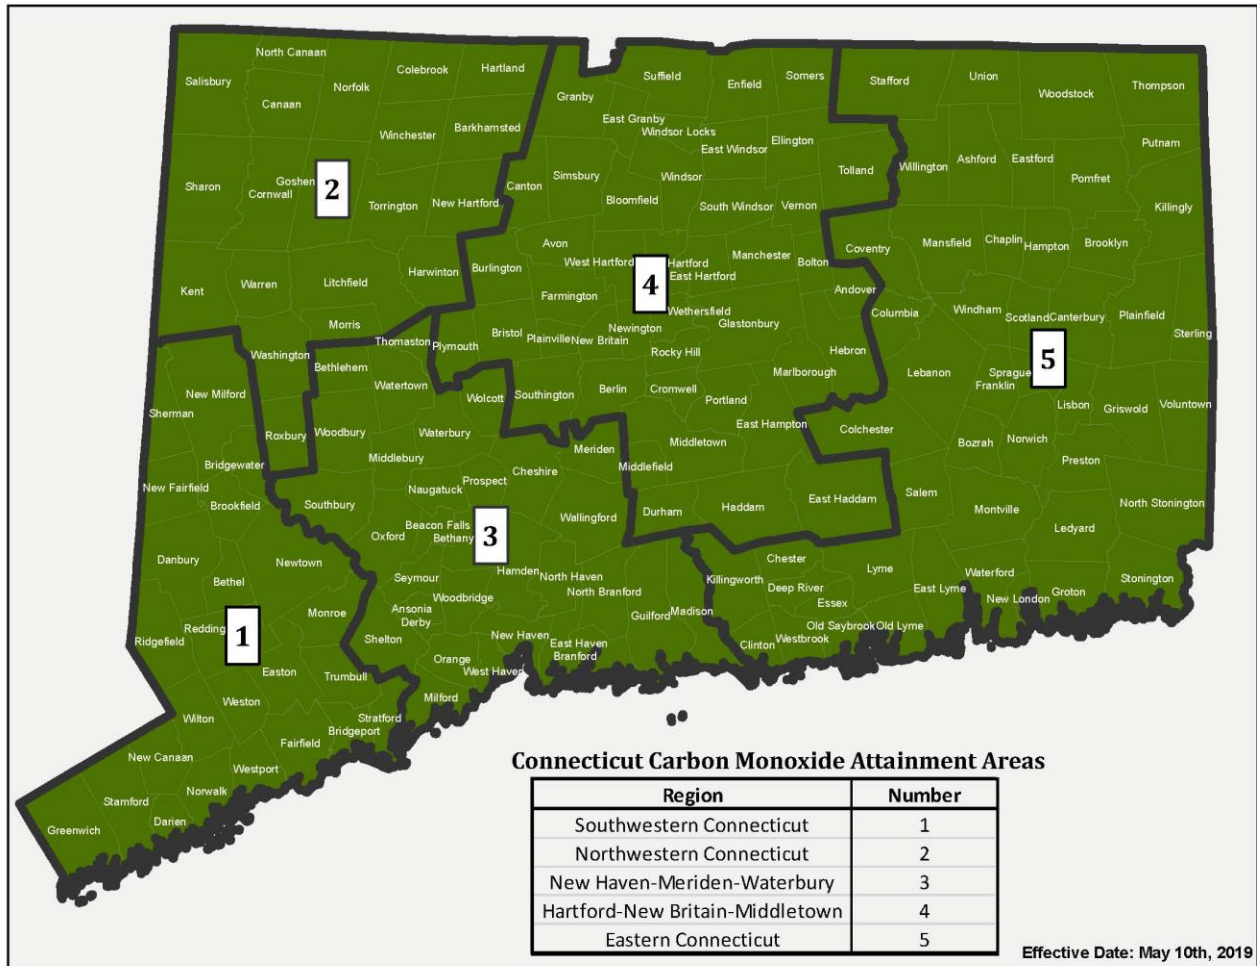 North Canaan
Colebrook
Hartland
Salisbury
Canaan
Norfolk
Winchester
Barkhamsted
Sharon
Goshen
Cornwall
2
Torrington
New Hartford
Kent
Warren
Litchfield
Harwinton
Morris
Washington
Roxbury
Suffield
Enfield
Somers
Granby
East Granby
Windsor Locks
East Windsor
Ellington
Canton
Simsbury
Windsor
Tolland
Bloomfield
South Windsor
Vernon
Avon
West Hartford
Hartford
East Hartford
Manchester
Bolton
Burlington
4
Farmington
Andover
Wethersfield
Glastonbury
Newington
Plymouth
Bristol
Plainville
New Britain
Rocky Hill
Hebron
Marlborough
Southington
Berlin
Cromwell
Portland
East Hampton
Middletown
Middlefield
Durham
Haddam
East Haddam
Stafford
Union
Woodstock
Thompson
Putnam
Willington
Ashford
Eastford
Pomfret
Killingly
Coventry
Mansfield
Chaplin
Hampton
Brooklyn
Columbia
Windham
Scotland
Canterbury
Plainfield
Sterling
5
Lebanon
Sprague
Franklin
Lisbon
Griswold
Voluntown
Colchester
Bozrah
Norwich
Preston
Salem
Montville
North Stonington
Ledyard
Chester
Killingworth
Deep River
Lyme
East Lyme
Waterford
New London
Groton
Stonington
Essex
Old Saybrook
Old Lyme
Westbrook
Clinton
Thomaston
Bethlehem
Watertown
Wolcott
Woodbury
Waterbury
Middlebury
Meriden
Cheshire
Prospect
Naugatuck
Southbury
Wallingford
Beacon Falls
Bethany
Oxford
3
Hamden
North Haven
Seymour
Woodbridge
North Branford
Ansonia
Derby
Guilford
Madison
Shelton
New Haven
East Haven
Branford
Orange
West Haven
Milford
New Milford
Sherman
Bridgewater
New Fairfield
Brookfield
Danbury
Newtown
Bethel
Monroe
Redding
1
Ridgefield
Easton
Trumbull
Weston
Wilton
Stratford
Bridgeport
Fairfield
New Canaan
Westport
Norwalk
Stamford
Darien
Greenwich
Connecticut Carbon Monoxide Attainment Areas
Region Number
Southwestern Connecticut 1
Northwestern Connecticut 2
New Haven-Meriden-Waterbury 3
Hartford-New Britain-Middletown 4
Eastern Connecticut 5
Effective Date: May 10th, 2019